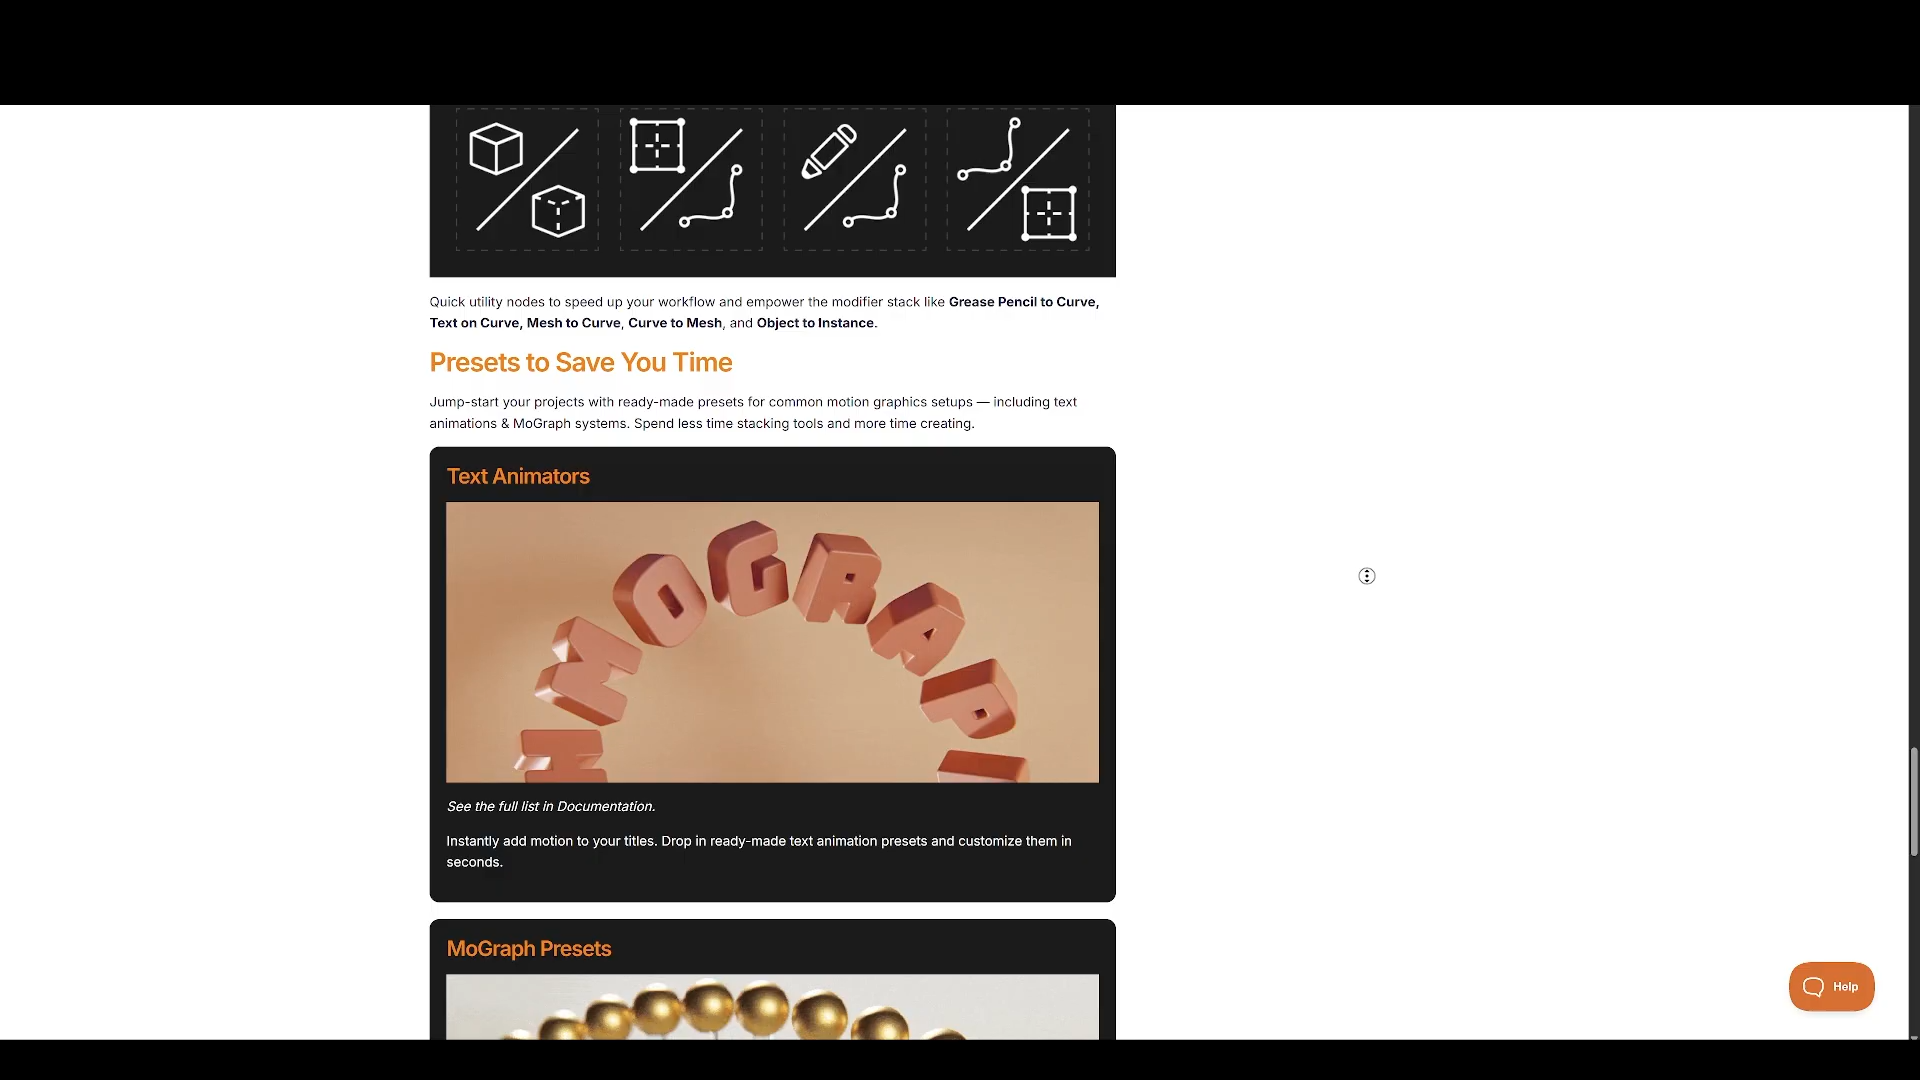 Quick utility nodes to speed up your workflow and empower the modifier stack like Grease Pencil to Curve,
Text on Curve, Mesh to Curve, Curve to Mesh, and Object to Instance.
Presets to Save You Time
Jump-start your projects with ready-made presets for common motion graphics setups — including text
animations & MoGraph systems. Spend less time stacking tools and more time creating.
Text Animators
MOGRAP
See the full list in Documentation.
Instantly add motion to your titles. Drop in ready-made text animation presets and customize them in
seconds.
MoGraph Presets
Help